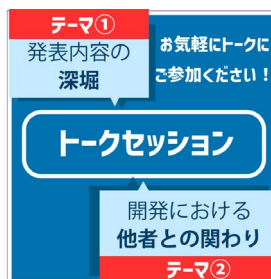 テーマ①
発表内容の
深堀
お気軽にトークに
ご参加ください！
トークセッション
開発における
他者との関わり
テーマ②